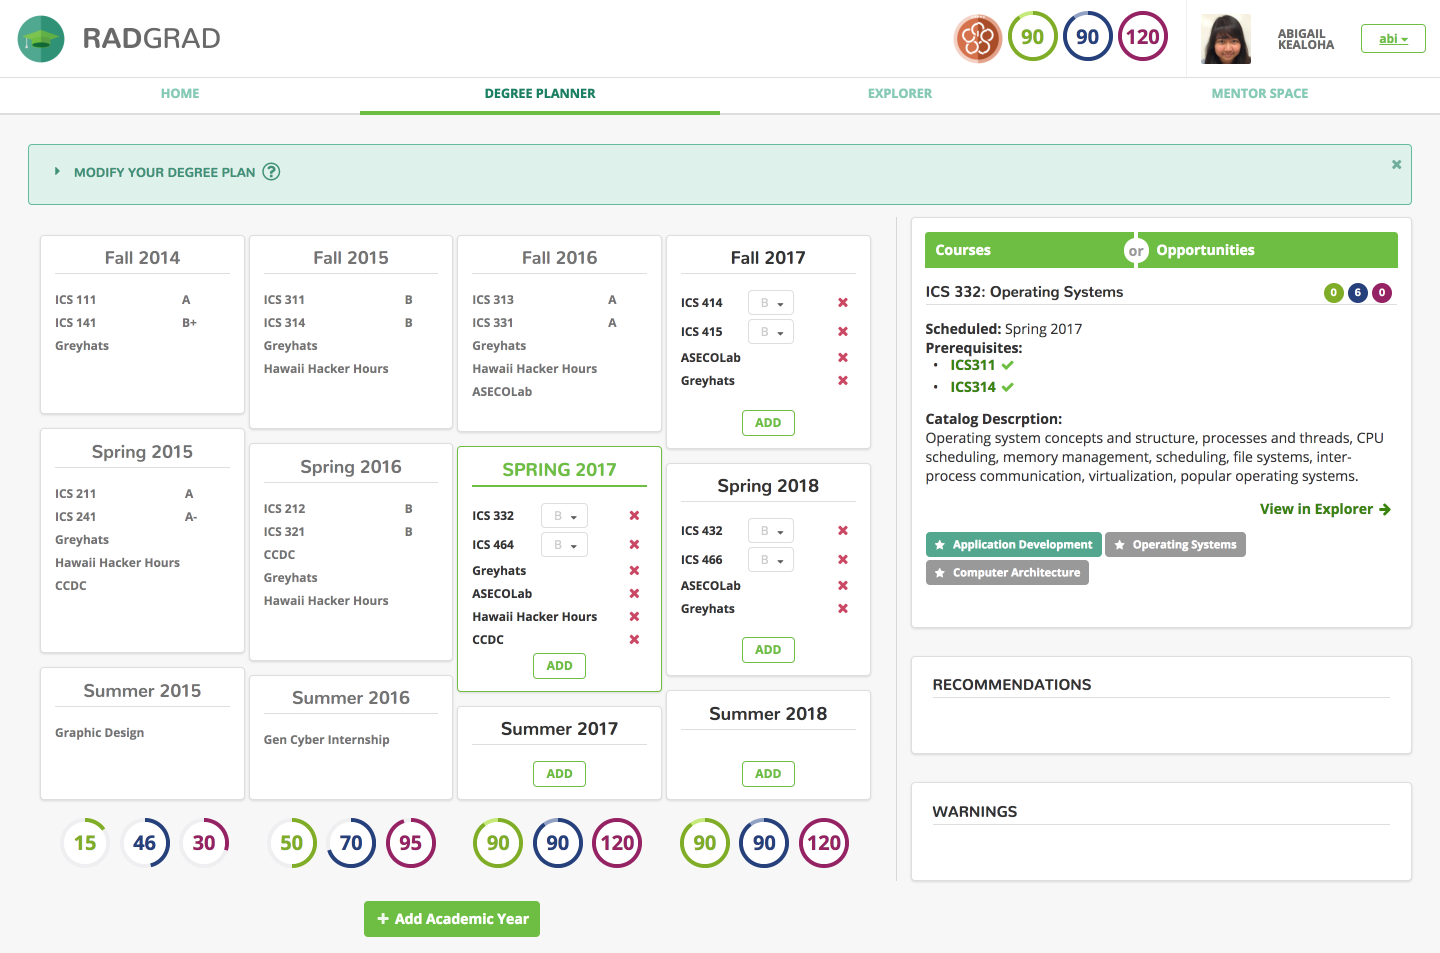 RADGRAD
90
90
120
ABIGAIL
KEALOHA
abi
HOME
DEGREE PLANNER
EXPLORER
MENTOR SPACE
MODIFY YOUR DEGREE PLAN ?
Fall 2014
ICS 111 A
ICS 141 B+
Greyhats
Spring 2015
ICS 211 A
ICS 241 A-
Greyhats
Hawaii Hacker Hours
CCDC
Summer 2015
Graphic Design
15
46
30
Fall 2015
ICS 311 B
ICS 314 B
Greyhats
Hawaii Hacker Hours
Spring 2016
ICS 212 B
ICS 321 B
CCDC
Greyhats
Hawaii Hacker Hours
Summer 2016
Gen Cyber Internship
50
70
95
Fall 2016
ICS 313 A
ICS 331 A
Greyhats
Hawaii Hacker Hours
ASECOLab
SPRING 2017
ICS 332 B
ICS 464 B
Greyhats
ASECOLab
Hawaii Hacker Hours
CCDC
ADD
Summer 2017
ADD
90
90
120
Fall 2017
ICS 414 B
ICS 415 B
ASECOLab
Greyhats
ADD
Spring 2018
ICS 432 B
ICS 466 B
ASECOLab
Greyhats
ADD
Summer 2018
ADD
90
90
120
+ Add Academic Year
Courses or Opportunities
ICS 332: Operating Systems 0 6 0
Scheduled: Spring 2017
Prerequisites:
• ICS311
• ICS314
Catalog Descrption:
Operating system concepts and structure, processes and threads, CPU
scheduling, memory management, scheduling, file systems, inter-
process communication, virtualization, popular operating systems.
View in Explorer
Application Development
Operating Systems
Computer Architecture
RECOMMENDATIONS
WARNINGS